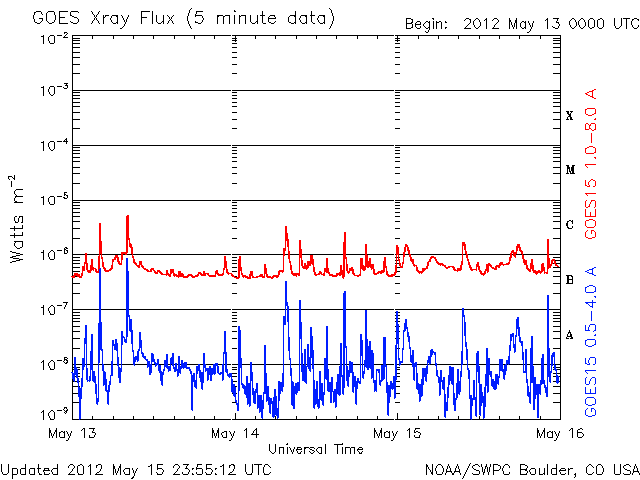 GOES Xray Flux (5 minute data)
Begin: 2012 May 13 0000 UTC
10⁻²
10⁻³
10⁻⁴
10⁻⁵
10⁻⁶
10⁻⁷
10⁻⁸
10⁻⁹
Watts m⁻²
X
M
C
B
A
GOES15 1.0-8.0 A
GOES15 0.5-4.0 A
May 13
May 14
May 15
May 16
Universal Time
Updated 2012 May 15 23:55:12 UTC
NOAA/SWPC Boulder, CO USA